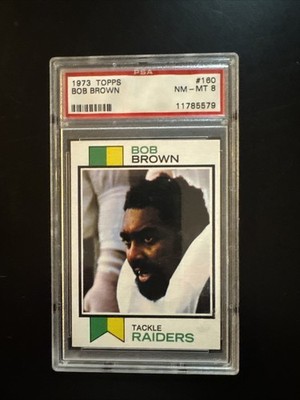 PSA
1973 TOPPS #160
BOB BROWN NM-MT 8
11785579
BOB
BROWN
TACKLE
RAIDERS